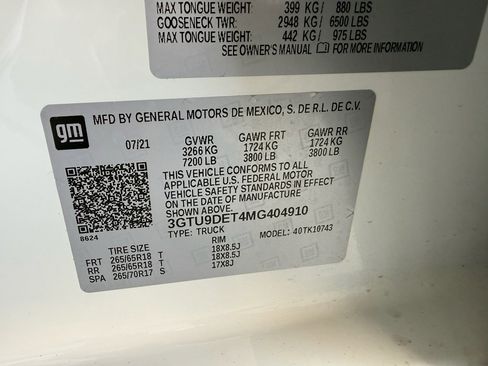 MAX TONGUE WEIGHT: 399 KG/ 880 LBS
GOOSENECK TWR: 2948 KG/ 6500 LBS
MAX TONGUE WEIGHT: 442 KG/ 975 LBS
SEE OWNER'S MANUAL FOR MORE INFORMATION
gm
MFD BY GENERAL MOTORS DE MEXICO, S. DE R.L. DE C.V.
07/21 GVWR GAWR FRT GAWR RR
3266 KG 1724 KG 1724 KG
7200 LB 3800 LB 3800 LB
THIS VEHICLE CONFORMS TO ALL
APPLICABLE U.S. FEDERAL MOTOR
VEHICLE SAFETY STANDARDS IN EFFECT
ON THE DATE OF MANUFACTURE
SHOWN ABOVE.
3GTU9DET4MG404910
8624 TYPE: TRUCK MODEL: 40TK10743
TIRE SIZE RIM
FRT 265/65R18 T 18X8.5J
RR 265/65R18 T 18X8.5J
SPA 265/70R17 S 17X8J